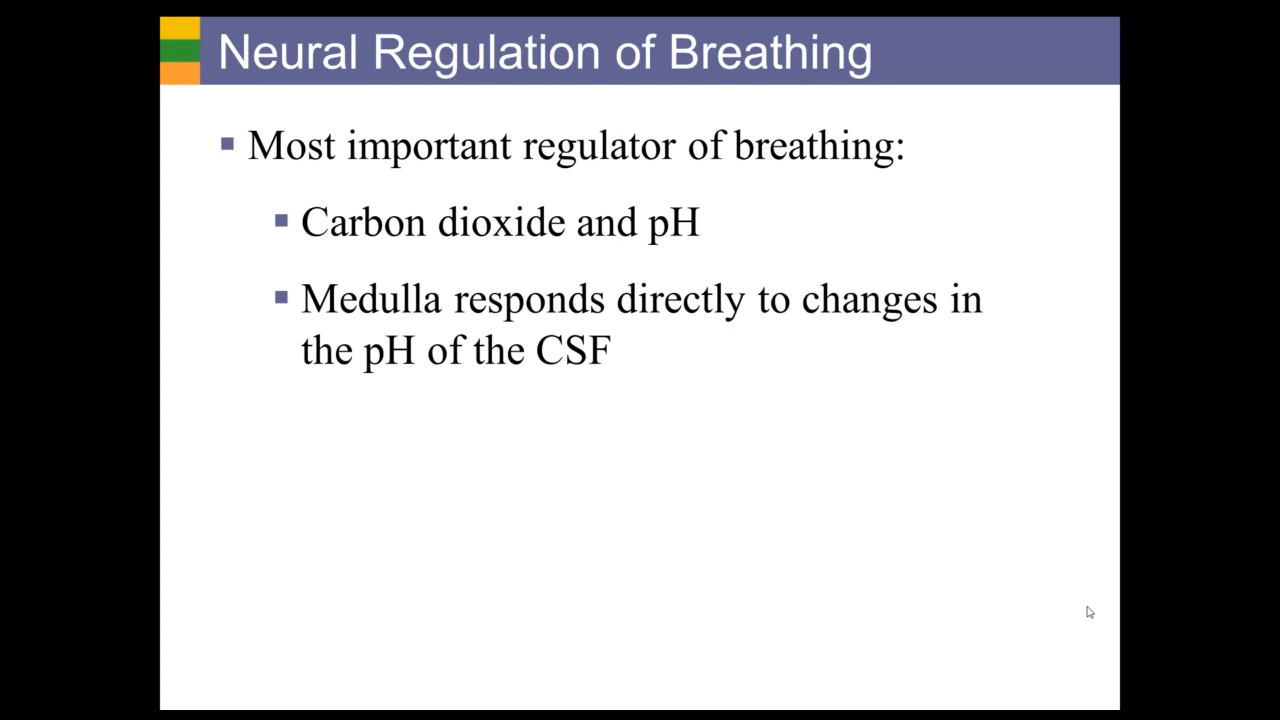 Neural Regulation of Breathing
Most important regulator of breathing:
Carbon dioxide and pH
Medulla responds directly to changes in
the pH of the CSF